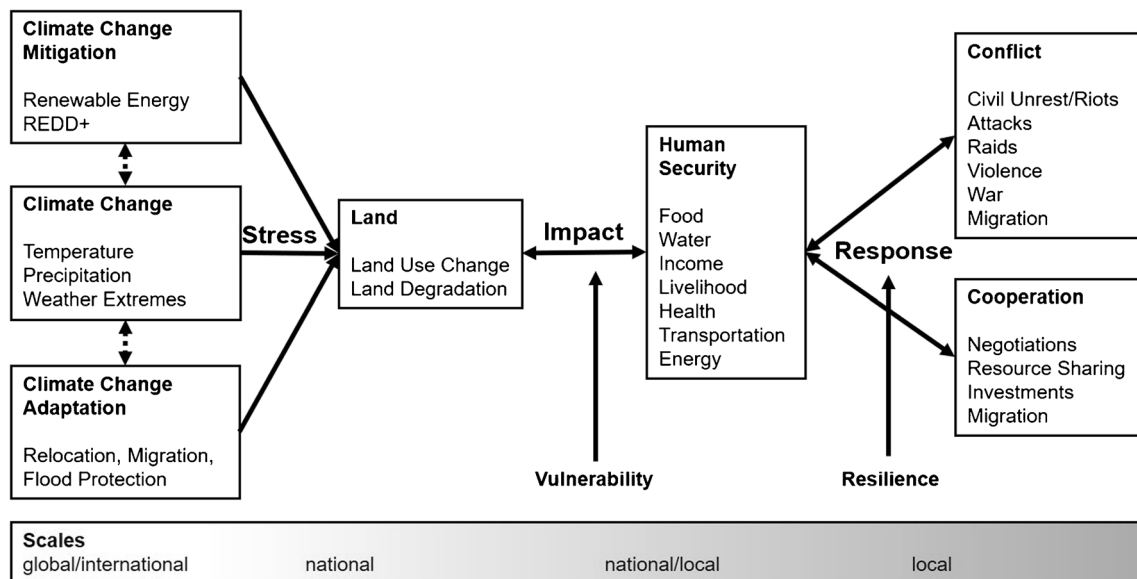 Climate Change
Mitigation
Renewable Energy
REDD+
Climate Change
Temperature
Precipitation
Weather Extremes
Climate Change
Adaptation
Relocation, Migration,
Flood Protection
Stress
Land
Land Use Change
Land Degradation
Impact
Vulnerability
Human
Security
Food
Water
Income
Livelihood
Health
Transportation
Energy
Response
Resilience
Conflict
Civil Unrest/Riots
Attacks
Raids
Violence
War
Migration
Cooperation
Negotiations
Resource Sharing
Investments
Migration
Scales
global/international national national/local local